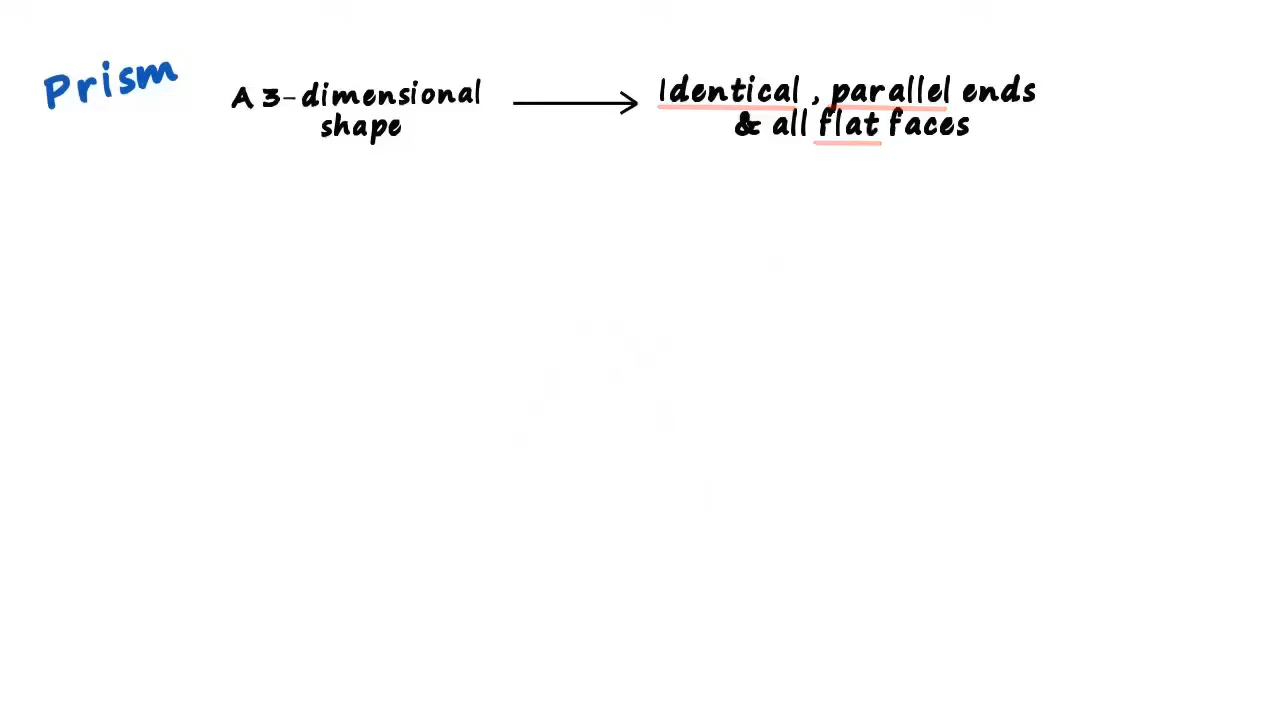 Prism
A 3-dimensional
shape
Identical, parallel ends
& all flat faces